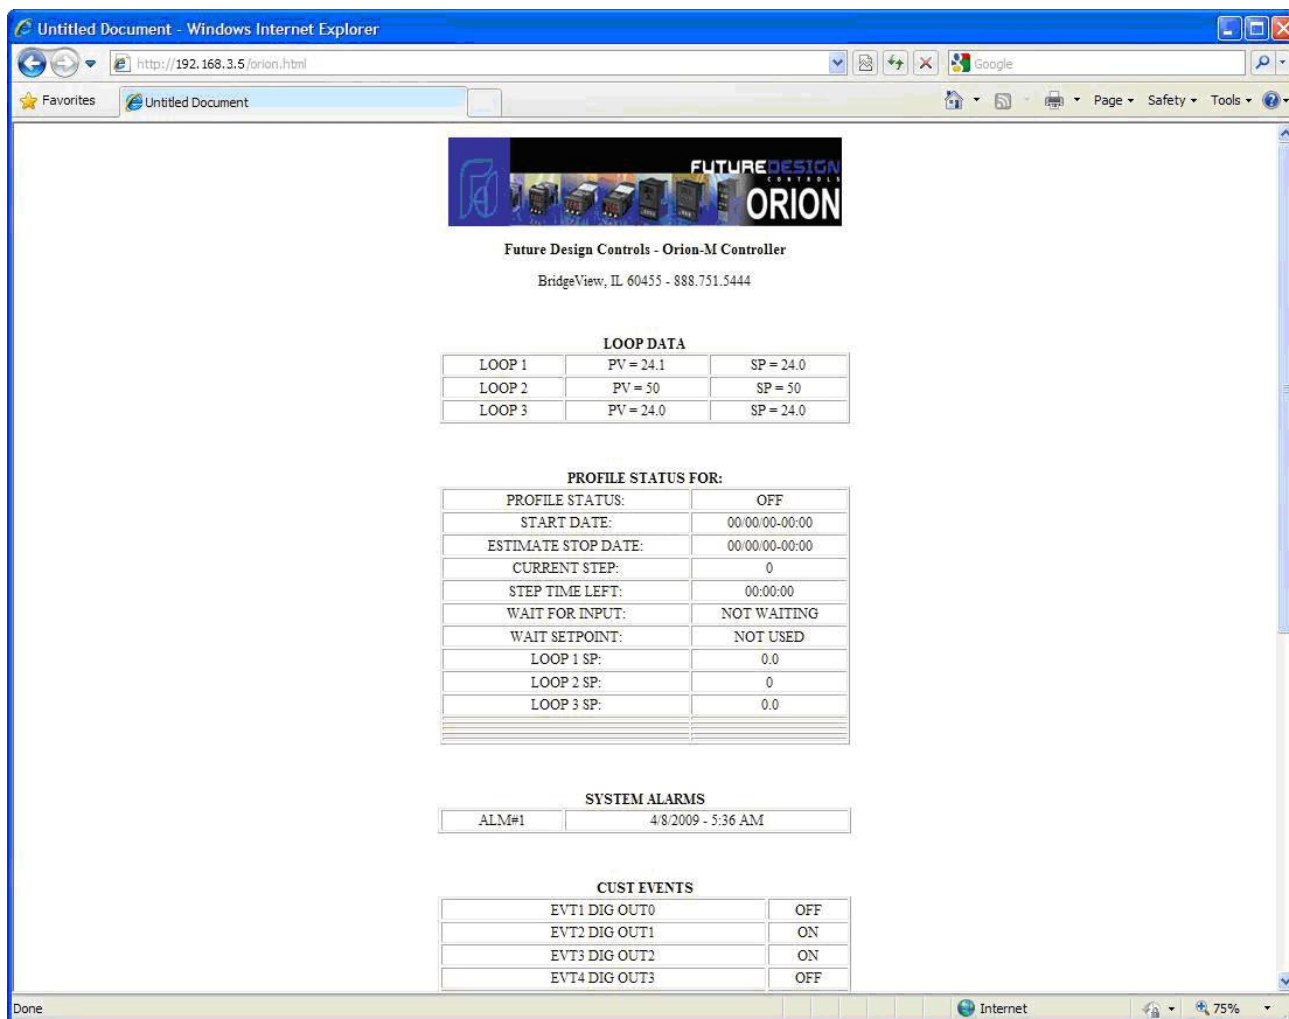 Untitled Document - Windows Internet Explorer
http://192.168.3.5/orion.html
Google
Favorites
Untitled Document
Page
Safety
Tools
FUTUREDESIGN
CONTROLS
ORION
Future Design Controls - Orion-M Controller
BridgeView, IL 60455 - 888.751.5444
LOOP DATA
LOOP 1 PV = 24.1 SP = 24.0
LOOP 2 PV = 50 SP = 50
LOOP 3 PV = 24.0 SP = 24.0
PROFILE STATUS FOR:
PROFILE STATUS: OFF
START DATE: 00/00/00-00:00
ESTIMATE STOP DATE: 00/00/00-00:00
CURRENT STEP: 0
STEP TIME LEFT: 00:00:00
WAIT FOR INPUT: NOT WAITING
WAIT SETPOINT: NOT USED
LOOP 1 SP: 0.0
LOOP 2 SP: 0
LOOP 3 SP: 0.0
SYSTEM ALARMS
ALM#1 4/8/2009 - 5:36 AM
CUST EVENTS
EVT1 DIG OUT0 OFF
EVT2 DIG OUT1 ON
EVT3 DIG OUT2 ON
EVT4 DIG OUT3 OFF
Done
Internet
75%